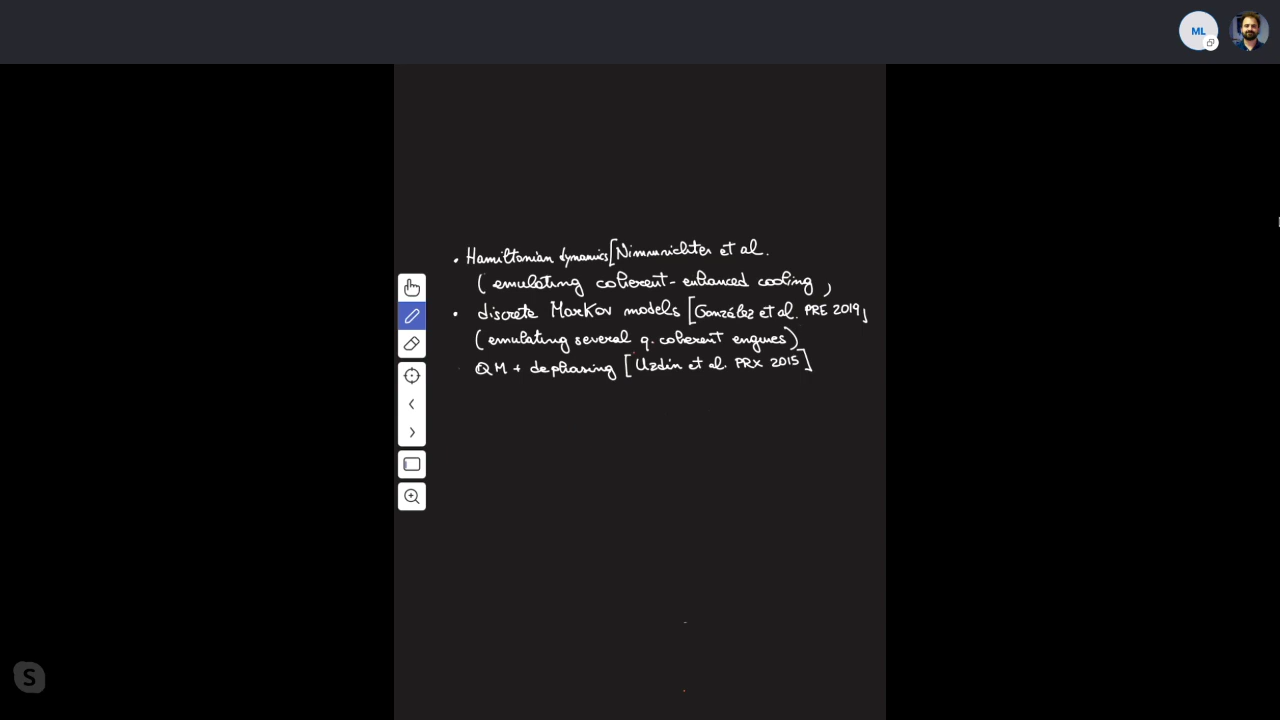 ML
• Hamiltonian dynamics [Nimmrichter et al.
(emulating coherent-enhanced cooling)
• discrete Markov models [González et al. PRE 2019]
(emulating several q. coherent engines)
QM + dephasing [Uzdin et al. PRX 2015]
S